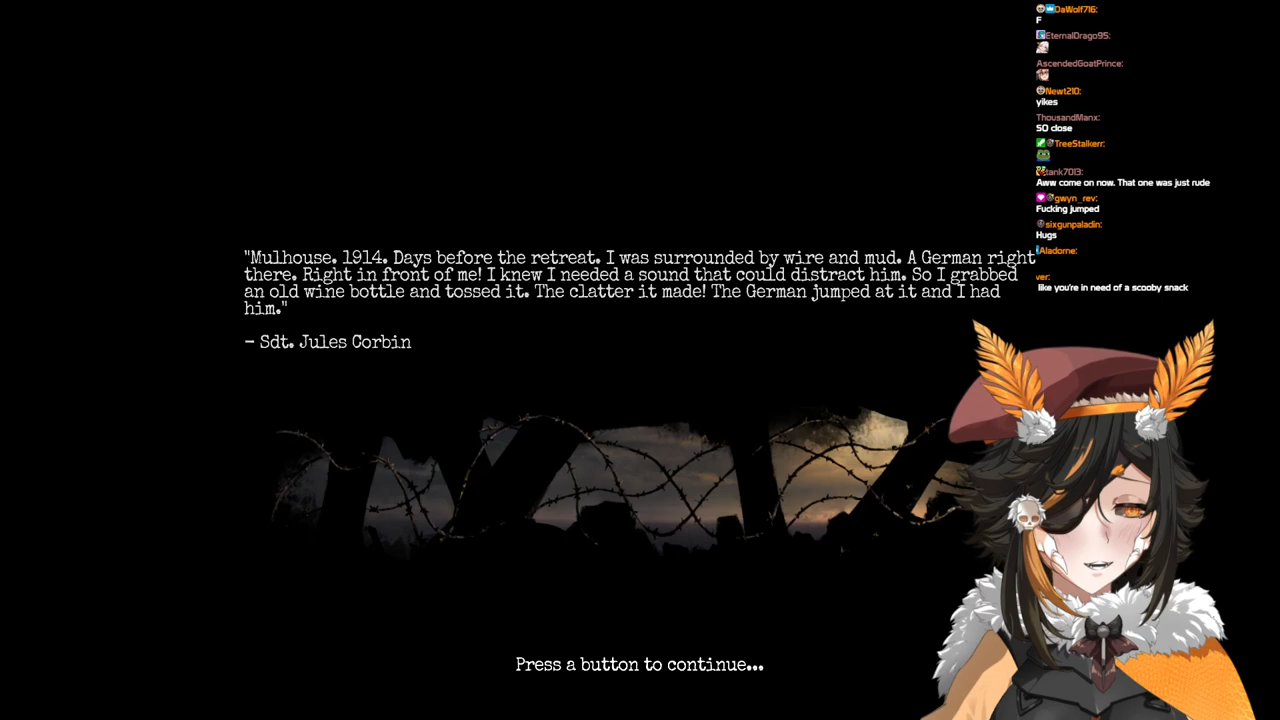 DaWolf716:
F
EternalDrago95:
AscendedGoatPrince:
Newt210:
yikes
ThousandManx:
SO close
TreeStalkerr:
tank7013:
Aww come on now. That one was just rude
gwyn_rev:
Fucking jumped
sixgunpaladin:
Hugs
Aladorne:
ver:
like you're in need of a scooby snack
"Mulhouse. 1914. Days before the retreat. I was surrounded by wire and mud. A German right
there. Right in front of me! I knew I needed a sound that could distract him. So I grabbed
an old wine bottle and tossed it. The clatter it made! The German jumped at it and I had
him."
- Sdt. Jules Corbin
Press a button to continue...